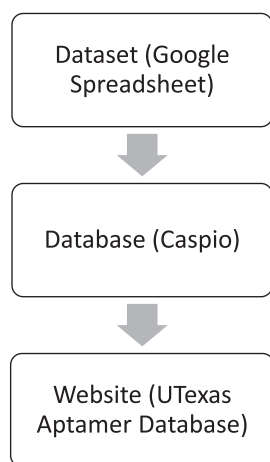 Dataset (Google
Spreadsheet)
Database (Caspio)
Website (UTexas
Aptamer Database)